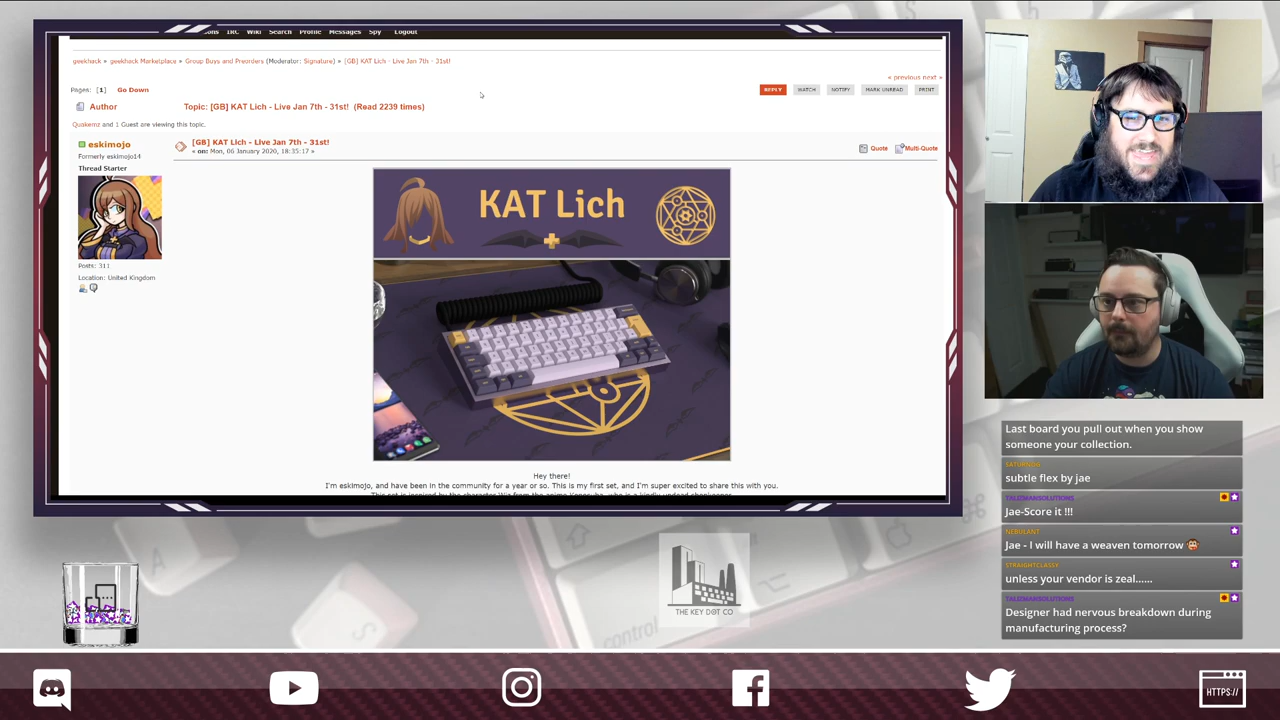 IRC Wiki Search Profile Messages Spy Logout
geekhack » geekhack Marketplace » Group Buys and Preorders (Moderator: Signature) » [GB] KAT Lich - Live Jan 7th - 31st!
« previous next »
Pages: [1] Go Down
REPLY WATCH NOTIFY MARK UNREAD PRINT
Author Topic: [GB] KAT Lich - Live Jan 7th - 31st! (Read 2239 times)
Quakemz and 1 Guest are viewing this topic.
eskimojo
Formerly eskimojo14
Thread Starter
Posts: 311
Location: United Kingdom
[GB] KAT Lich - Live Jan 7th - 31st!
« on: Mon, 06 January 2020, 18:35:17 »
Quote Multi-Quote
KAT Lich
Hey there!
I'm eskimojo, and have been in the community for a year or so. This is my first set, and I'm super excited to share this with you.
Last board you pull out when you show
someone your collection.
subtle flex by jae
TALEEMANSOLUTIONS
Jae-Score it !!!
NEBULANT
Jae - I will have a weaven tomorrow
STRAIGHTCLASSY
unless your vendor is zeal......
TALEEMANSOLUTIONS
Designer had nervous breakdown during
manufacturing process?
THE KEY DOT CO
control
HTTPS://